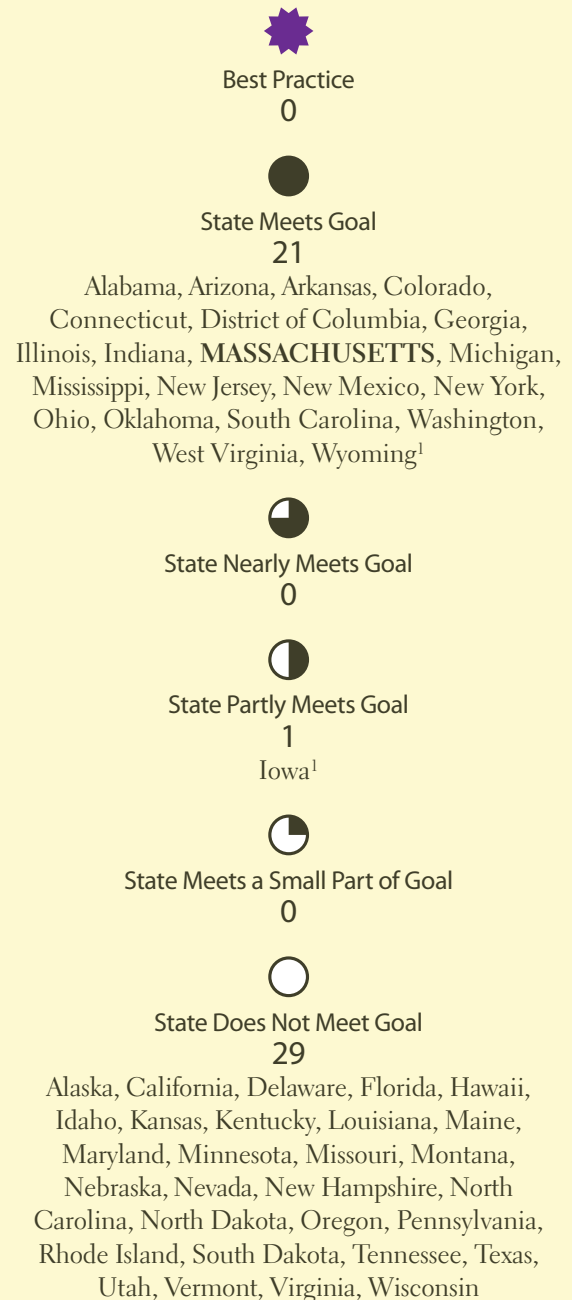 Best Practice
0
State Meets Goal
21
Alabama, Arizona, Arkansas, Colorado,
Connecticut, District of Columbia, Georgia,
Illinois, Indiana, MASSACHUSETTS, Michigan,
Mississippi, New Jersey, New Mexico, New York,
Ohio, Oklahoma, South Carolina, Washington,
West Virginia, Wyoming¹
State Nearly Meets Goal
0
State Partly Meets Goal
1
Iowa¹
State Meets a Small Part of Goal
0
State Does Not Meet Goal
29
Alaska, California, Delaware, Florida, Hawaii,
Idaho, Kansas, Kentucky, Louisiana, Maine,
Maryland, Minnesota, Missouri, Montana,
Nebraska, Nevada, New Hampshire, North
Carolina, North Dakota, Oregon, Pennsylvania,
Rhode Island, South Dakota, Tennessee, Texas,
Utah, Vermont, Virginia, Wisconsin